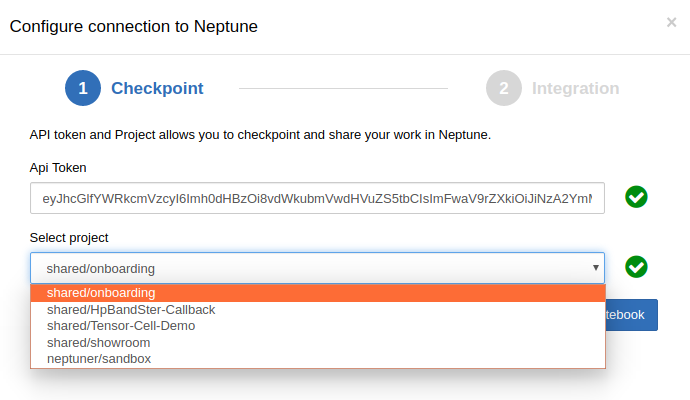 Configure connection to Neptune
×
1 Checkpoint
2 Integration
API token and Project allows you to checkpoint and share your work in Neptune.
Api Token
eyJhcGlfYWRkcmVzcyI6Imh0dHBzOi8vdWkubmVwdHVuZS5tbCIsImFwaV9rZXkiOiJiNzA2YmM
Select project
shared/onboarding
shared/onboarding
shared/HpBandSter-Callback
shared/Tensor-Cell-Demo
shared/showroom
neptuner/sandbox
tebook